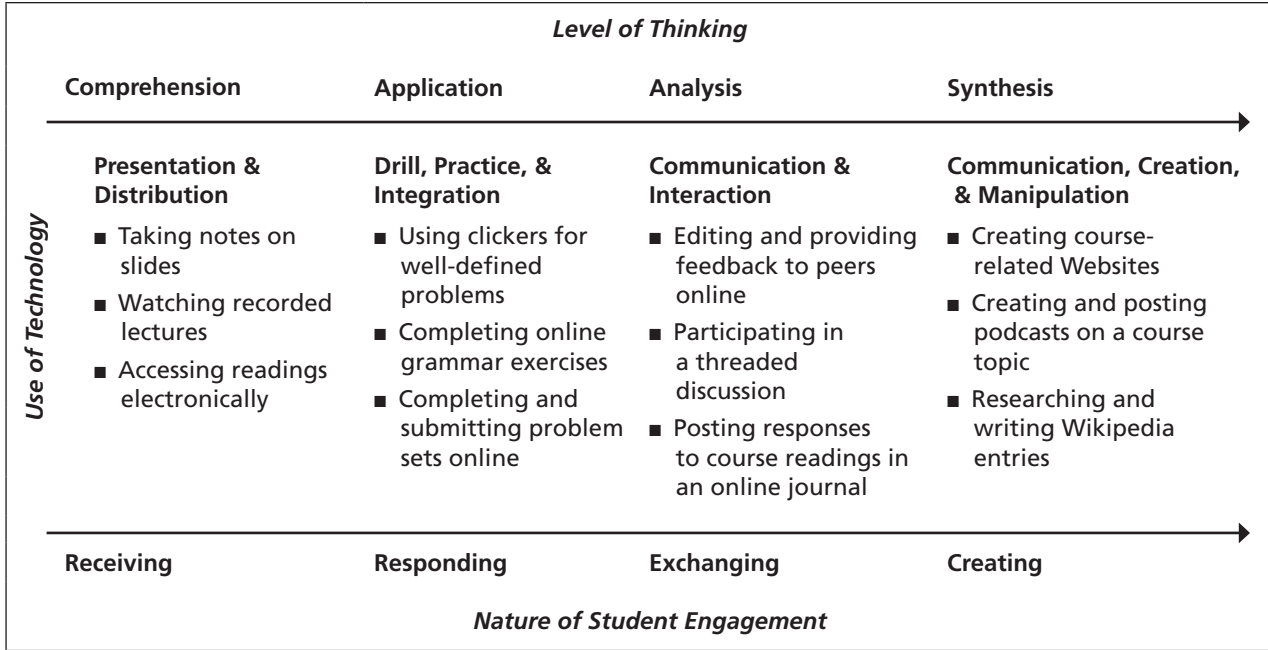 Level of Thinking
Comprehension
Application
Analysis
Synthesis
Use of Technology
Presentation &
Distribution
■ Taking notes on
slides
■ Watching recorded
lectures
■ Accessing readings
electronically
Drill, Practice, &
Integration
■ Using clickers for
well-defined
problems
■ Completing online
grammar exercises
■ Completing and
submitting problem
sets online
Communication &
Interaction
■ Editing and providing
feedback to peers
online
■ Participating in
a threaded
discussion
■ Posting responses
to course readings in
an online journal
Communication, Creation,
& Manipulation
■ Creating course-
related Websites
■ Creating and posting
podcasts on a course
topic
■ Researching and
writing Wikipedia
entries
Receiving
Responding
Exchanging
Creating
Nature of Student Engagement